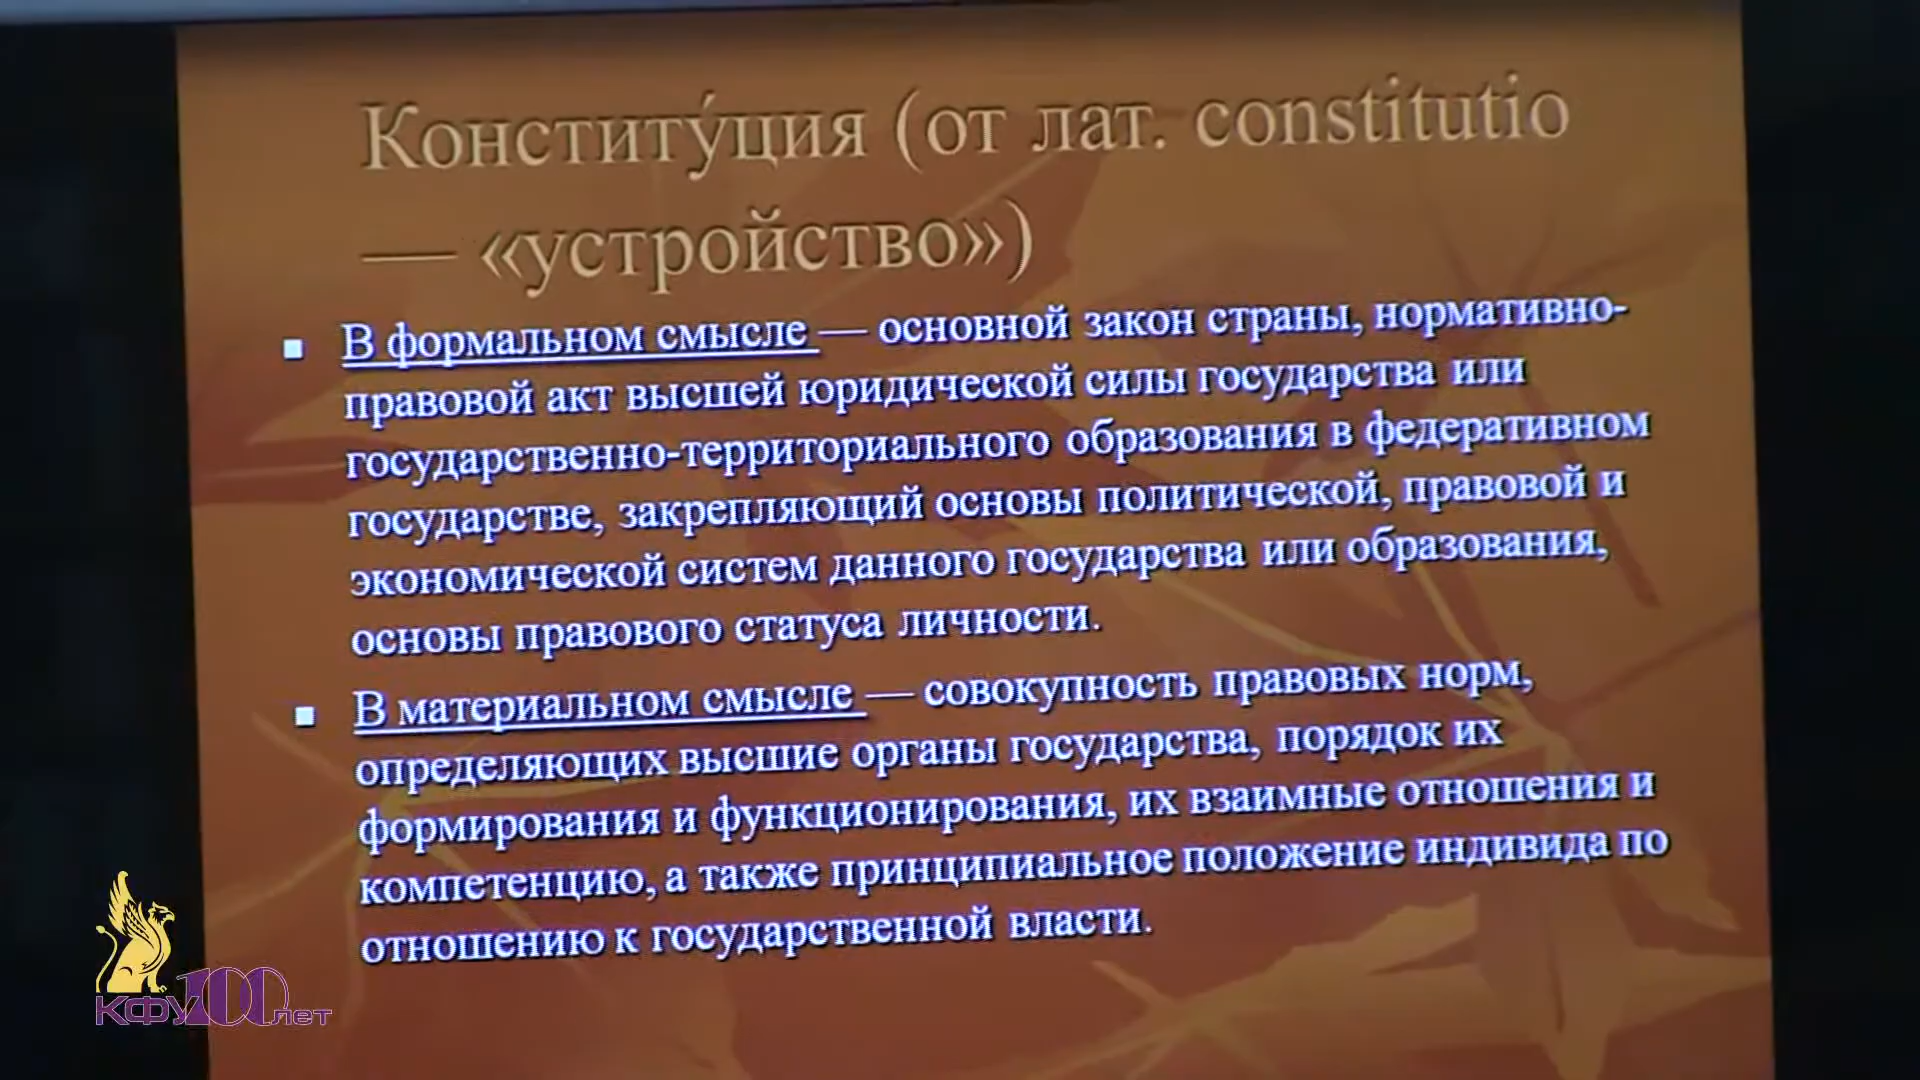 Конститу́ция (от лат. constitutio
— «устройство»)
В формальном смысле — основной закон страны, нормативно-
правовой акт высшей юридической силы государства или
государственно-территориального образования в федеративном
государстве, закрепляющий основы политической, правовой и
экономической систем данного государства или образования,
основы правового статуса личности.
В материальном смысле — совокупность правовых норм,
определяющих высшие органы государства, порядок их
формирования и функционирования, их взаимные отношения и
компетенцию, а также принципиальное положение индивида по
отношению к государственной власти.
КФУ 100 лет